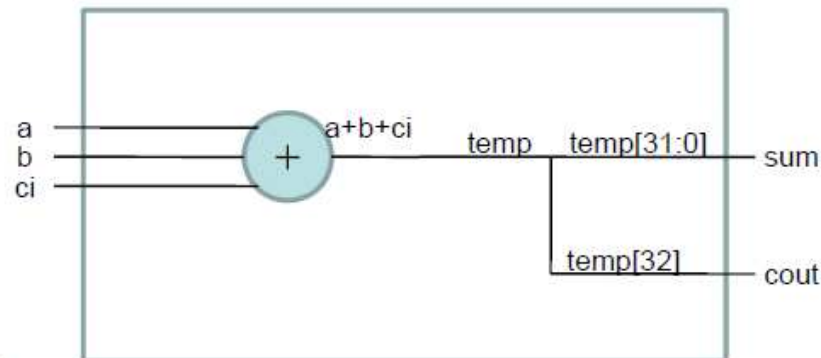 a+b+ci
a
temp
temp[31:0]
b
+
sum
ci
temp[32]
cout